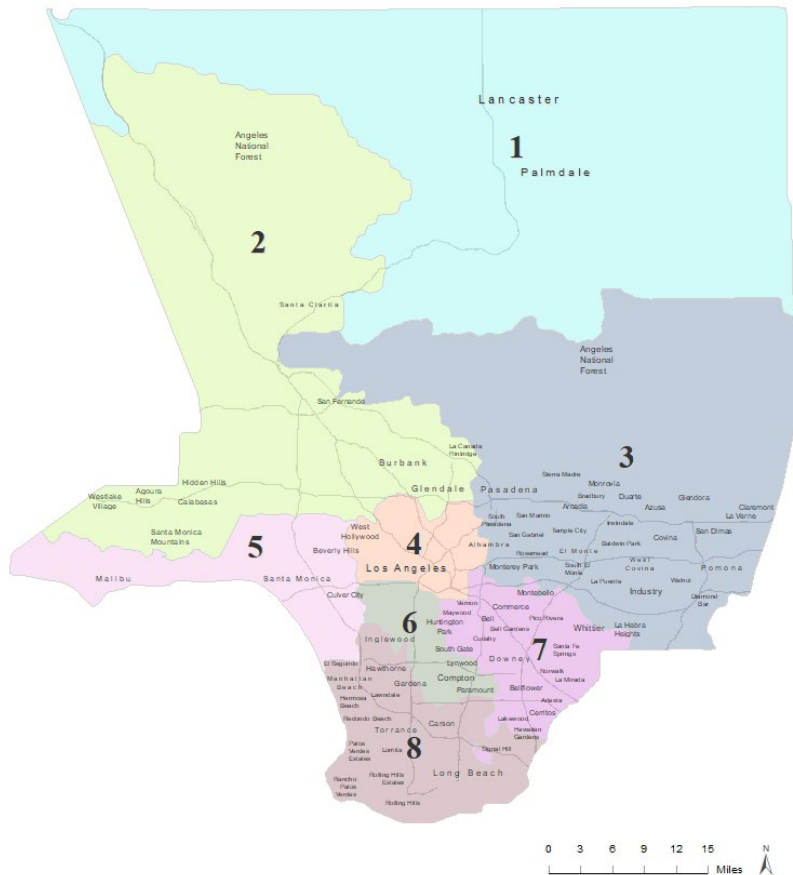 Lancaster
1
Palmdale
Angeles
National
Forest
2
Santa Clarita
Angeles
National
Forest
San Fernando
La Canada
Flintridge
Burbank
Glendale
Pasadena
Sierra Madre
3
Monrovia
Bradbury
Duarte
Glendora
Arcadia
Azusa
Claremont
La Verne
Hidden Hills
Agoura
Hills
Westlake
Village
Calabasas
Santa Monica
Mountains
South
Pasadena
San Marino
Irwindale
San Gabriel
Temple City
San Dimas
Covina
Baldwin Park
Alhambra
Rosemead
El Monte
West
Covina
Pomona
Monterey Park
South El
Monte
La Puente
Walnut
Industry
Diamond
Bar
West
Hollywood
5
Beverly Hills
4
Los Angeles
Malibu
Santa Monica
Culver City
6
Montebello
Vernon
Commerce
Maywood
Bell
Pico Rivera
Huntington
Park
Bell Gardens
Whittier
La Habra
Heights
Cudahy
Inglewood
7
South Gate
Downey
Santa Fe
Springs
El Segundo
Lynwood
Hawthorne
Norwalk
Manhattan
Beach
Compton
La Mirada
Gardena
Paramount
Bellflower
Lawndale
Hermosa
Beach
Artesia
Cerritos
Redondo Beach
Carson
Lakewood
Torrance
Hawaiian
Gardens
Palos
Verdes
Estates
Lomita
8
Signal Hill
Long Beach
Rolling Hills
Estates
Rancho
Palos
Verdes
Rolling Hills
0 3 6 9 12 15
Miles
N